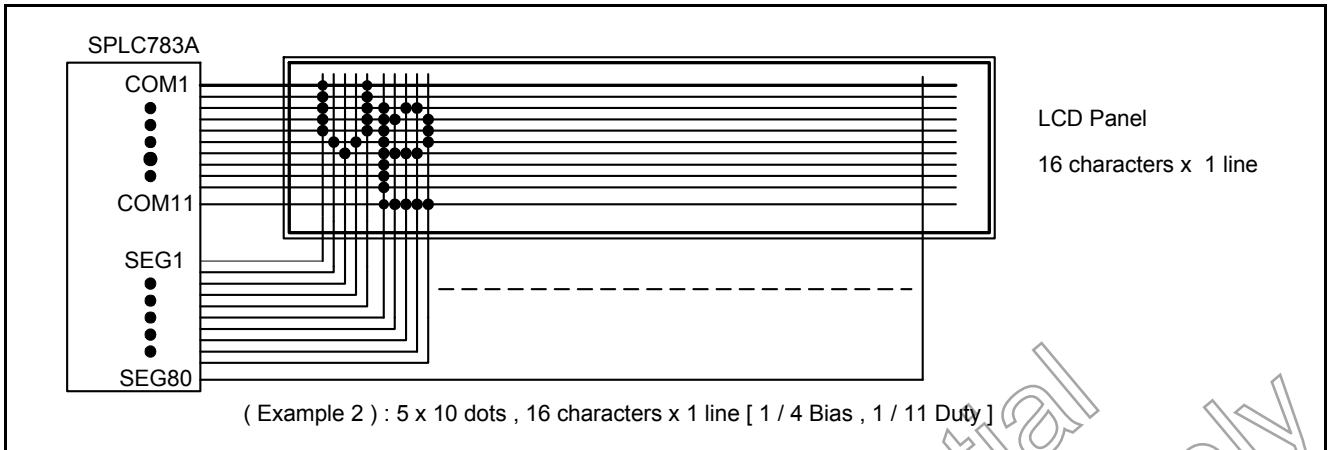 SPLC783A
COM1
COM11
SEG1
SEG80
LCD Panel
16 characters x 1 line
( Example 2 ) : 5 x 10 dots , 16 characters x 1 line [ 1 / 4 Bias , 1 / 11 Duty ]